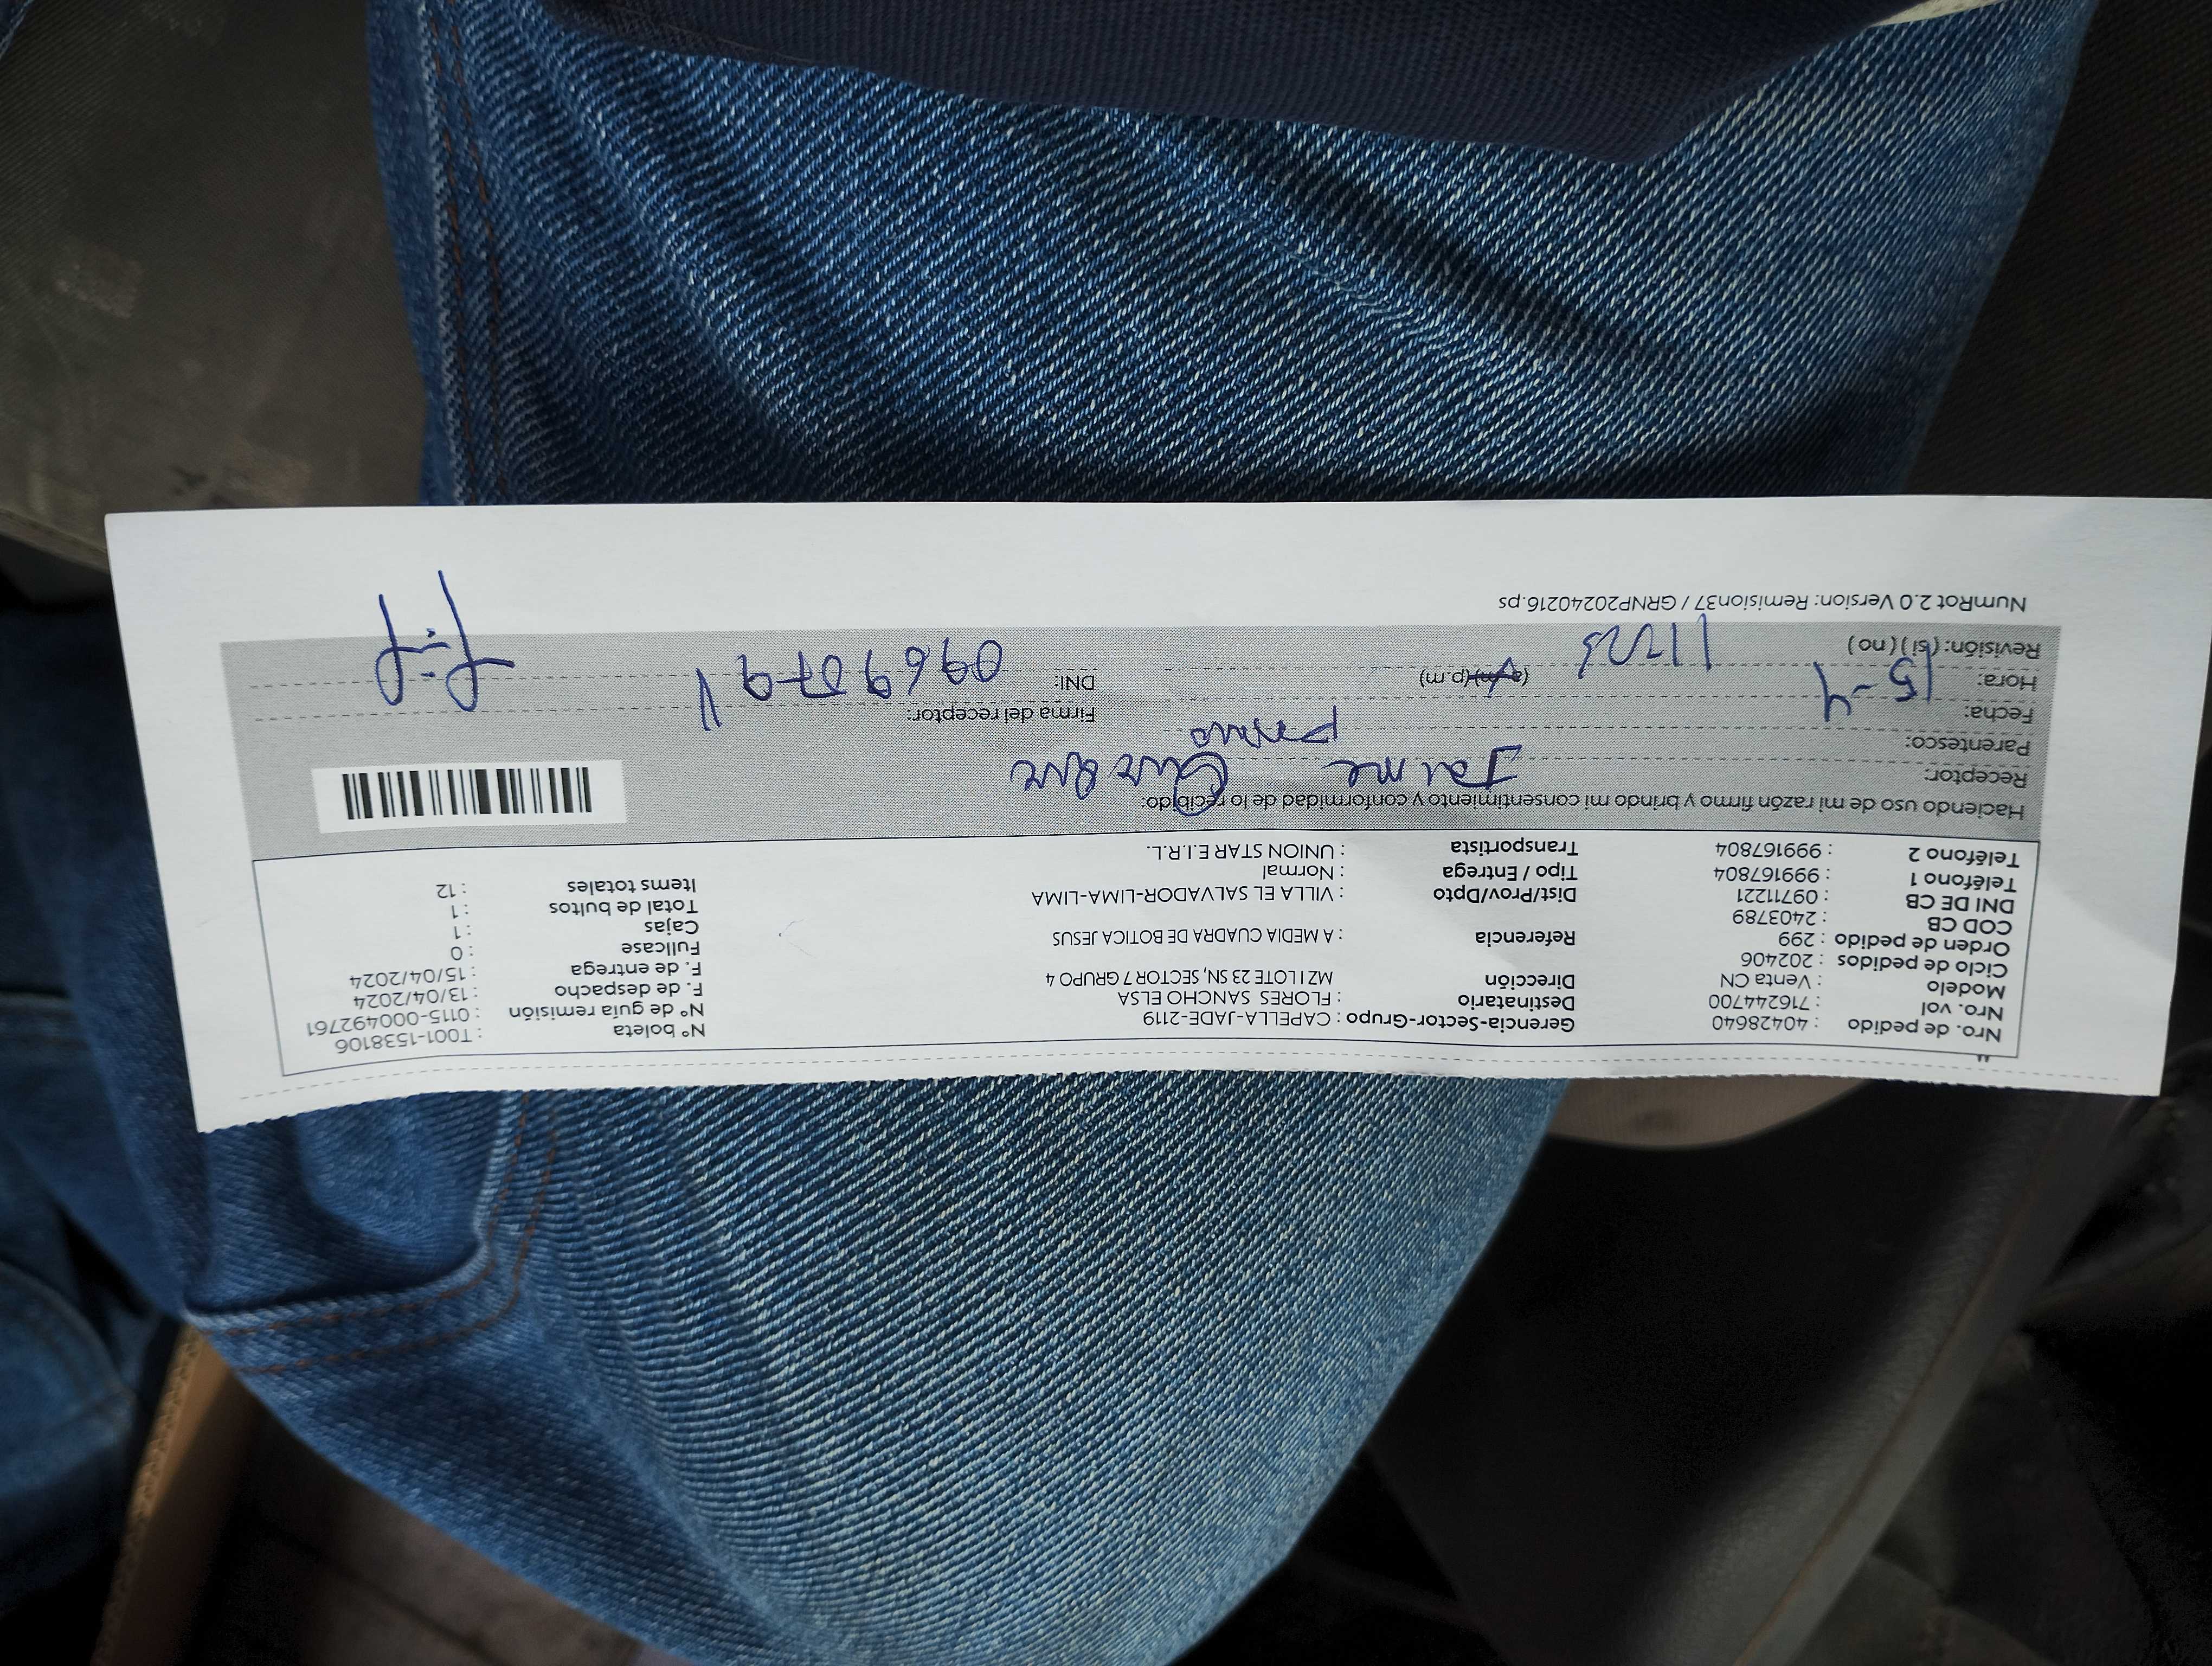 Nro. de pedido : 40428640 Gerencia-Sector-Grupo : CAPELLA-JADE-2119 N° boleta : T001-1538106
Nro. vol : 716244700 Destinatario : FLORES SANCHO ELSA N° de guía remisión : 0115-000492761
Modelo : Venta CN Dirección MZ I LOTE 23 SN, SECTOR 7 GRUPO 4 F. de despacho : 13/04/2024
Ciclo de pedidos : 202406 F. de entrega : 15/04/2024
Orden de pedido : 299 Referencia : A MEDIA CUADRA DE BOTICA JESUS Fullcase : 0
COD CB : 2403789 Cajas : 1
DNI DE CB : 09711221 Dist/Prov/Dpto : VILLA EL SALVADOR-LIMA-LIMA Total de bultos : 1
Teléfono 1 : 999167804 Tipo / Entrega : Normal Items totales : 12
Teléfono 2 : 999167804 Transportista : UNION STAR E.I.R.L.
Haciendo uso de mi razón firmo y brindo mi consentimiento y conformidad de lo recibido:
Receptor: Jaime
Parentesco:
Fecha: 15-4 Firma del receptor:
Hora: (a.m)(p.m) DNI:
Revisión: (si) (no)
NumRot 2.0 Version: Remision37 / GRNP20240216.ps